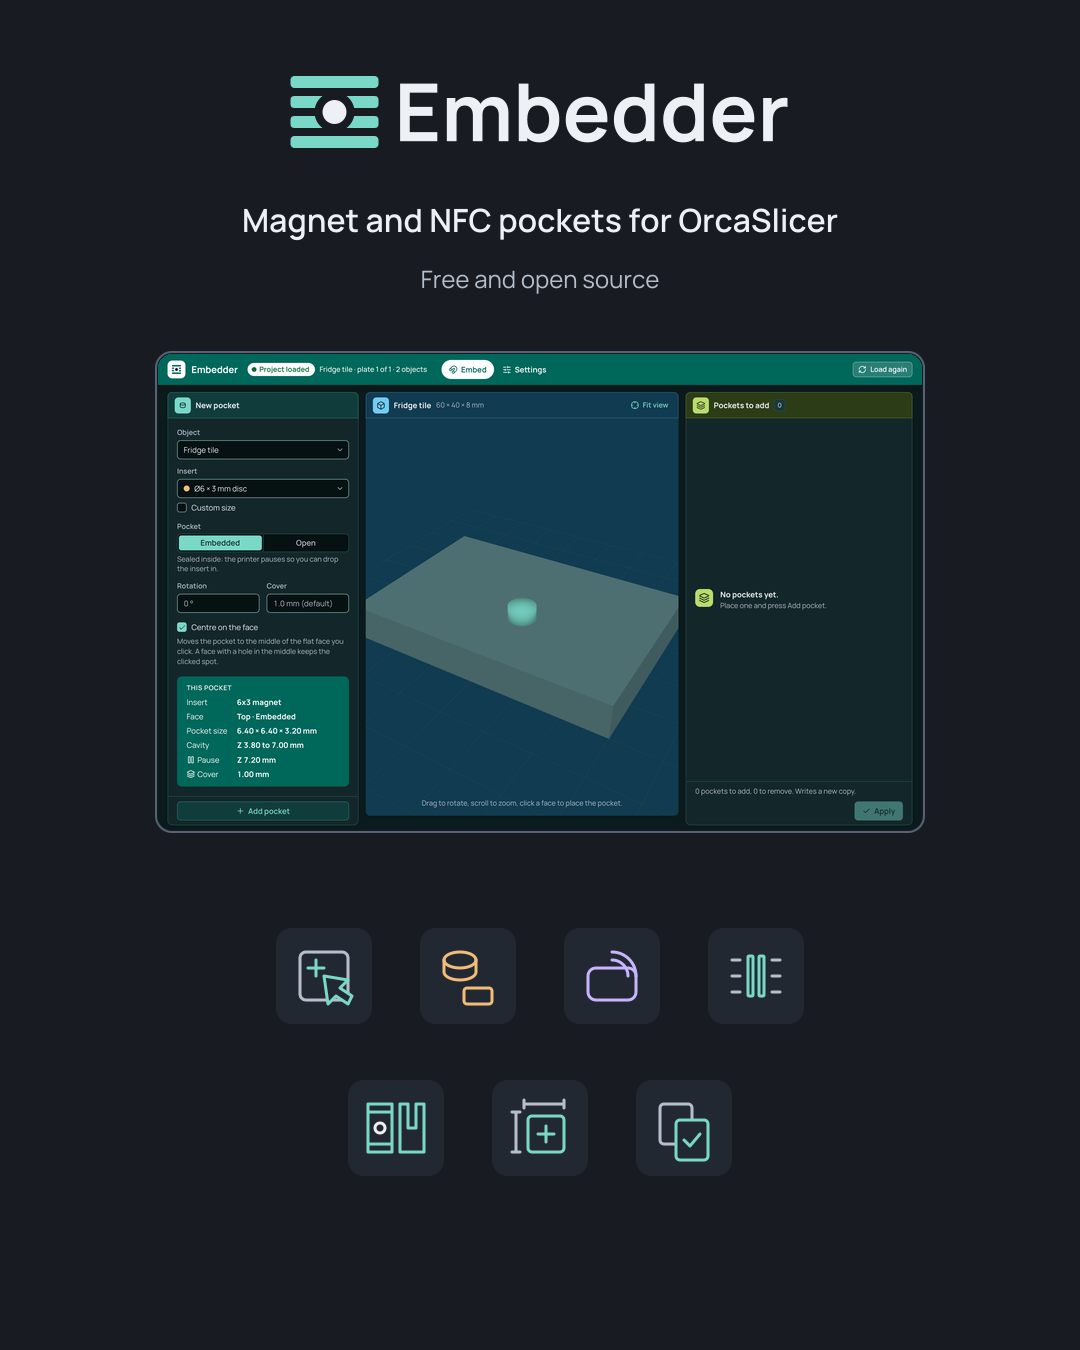 Embedder
Magnet and NFC pockets for OrcaSlicer
Free and open source
Embedder
Project loaded
Fridge tile · plate 1 of 1 · 2 objects
Embed
Settings
Load again
New pocket
Object
Fridge tile
Insert
Ø6 × 3 mm disc
Custom size
Pocket
Embedded
Open
Sealed inside: the printer pauses so you can drop
the insert in.
Rotation
Cover
0 °
1.0 mm (default)
Centre on the face
Moves the pocket to the middle of the flat face you
click. A face with a hole in the middle keeps the
clicked spot.
THIS POCKET
Insert 6x3 magnet
Face Top · Embedded
Pocket size 6.40 × 6.40 × 3.20 mm
Cavity Z 3.80 to 7.00 mm
Pause Z 7.20 mm
Cover 1.00 mm
+ Add pocket
Fridge tile 60 × 40 × 8 mm
Fit view
Drag to rotate, scroll to zoom, click a face to place the pocket.
Pockets to add 0
No pockets yet.
Place one and press Add pocket.
0 pockets to add, 0 to remove. Writes a new copy.
Apply